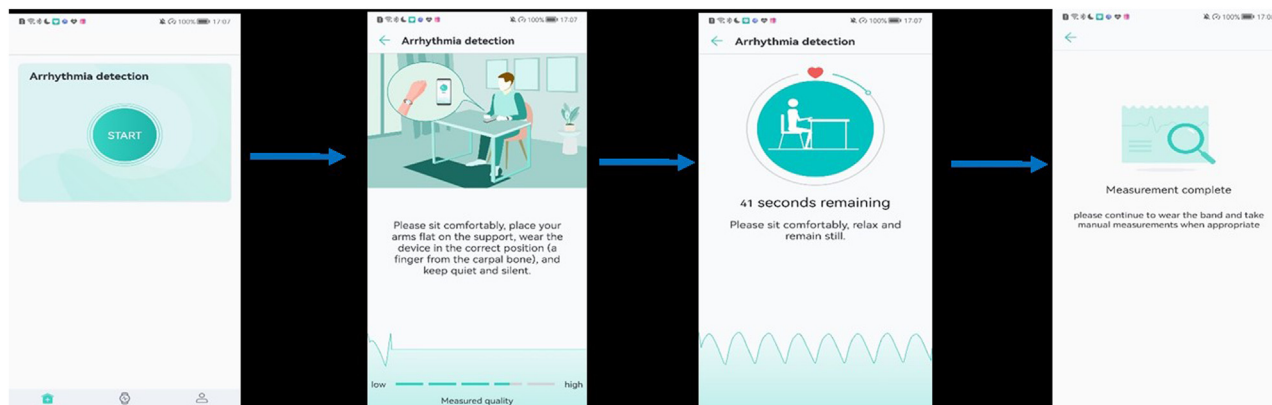 100% 17:07
Arrhythmia detection
START
100% 17:07
Arrhythmia detection
Please sit comfortably, place your
arms flat on the support, wear the
device in the correct position (a
finger from the carpal bone), and
keep quiet and silent.
low high
Measured quality
100% 17:07
Arrhythmia detection
41 seconds remaining
Please sit comfortably, relax and
remain still.
100%
Measurement complete
please continue to wear the band and take
manual measurements when appropriate